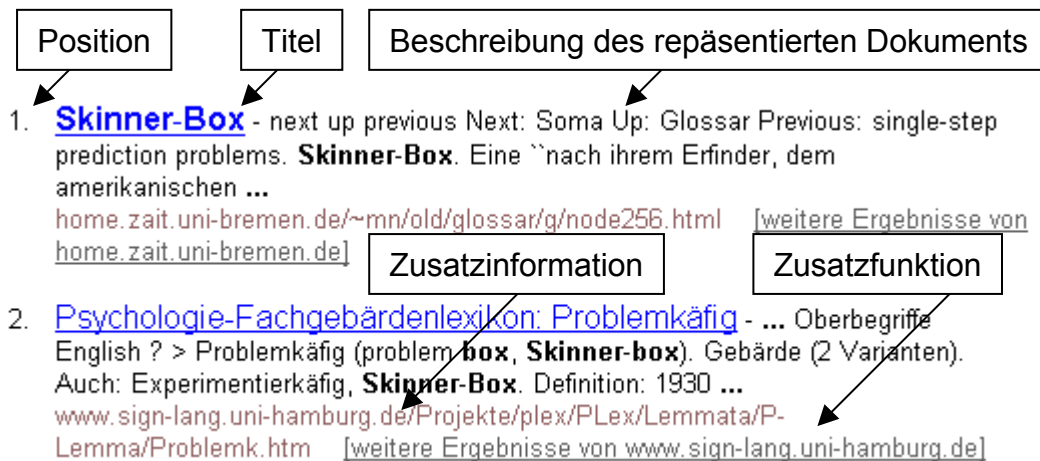 Position Titel Beschreibung des repäsentierten Dokuments
1. Skinner-Box - next up previous Next: Soma Up: Glossar Previous: single-step
prediction problems. Skinner-Box. Eine ``nach ihrem Erfinder, dem
amerikanischen ...
home.zait.uni-bremen.de/~mn/old/glossar/g/node256.html [weitere Ergebnisse von
home.zait.uni-bremen.de]
Zusatzinformation Zusatzfunktion
2. Psychologie-Fachgebärdenlexikon: Problemkäfig - ... Oberbegriffe
English ? > Problemkäfig (problem box, Skinner-box). Gebärde (2 Varianten).
Auch: Experimentierkäfig, Skinner-Box. Definition: 1930 ...
www.sign-lang.uni-hamburg.de/Projekte/plex/PLex/Lemmata/P-
Lemma/Problemk.htm [weitere Ergebnisse von www.sign-lang.uni-hamburg.de]